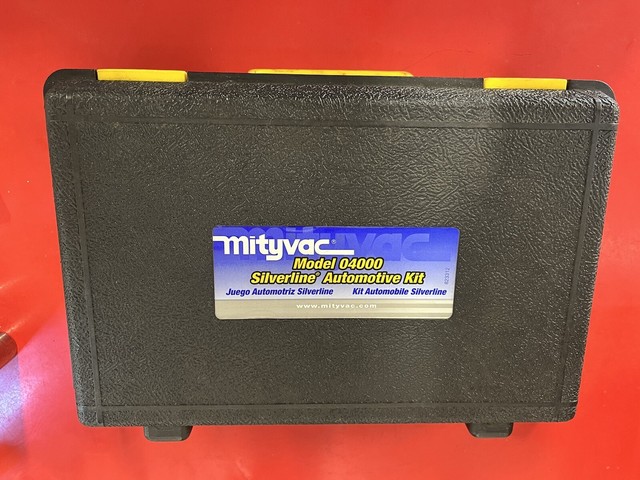 mityvac®
Model 04000
Silverline® Automotive Kit
Juego Automotriz Silverline Kit Automobile Silverline
www.mityvac.com